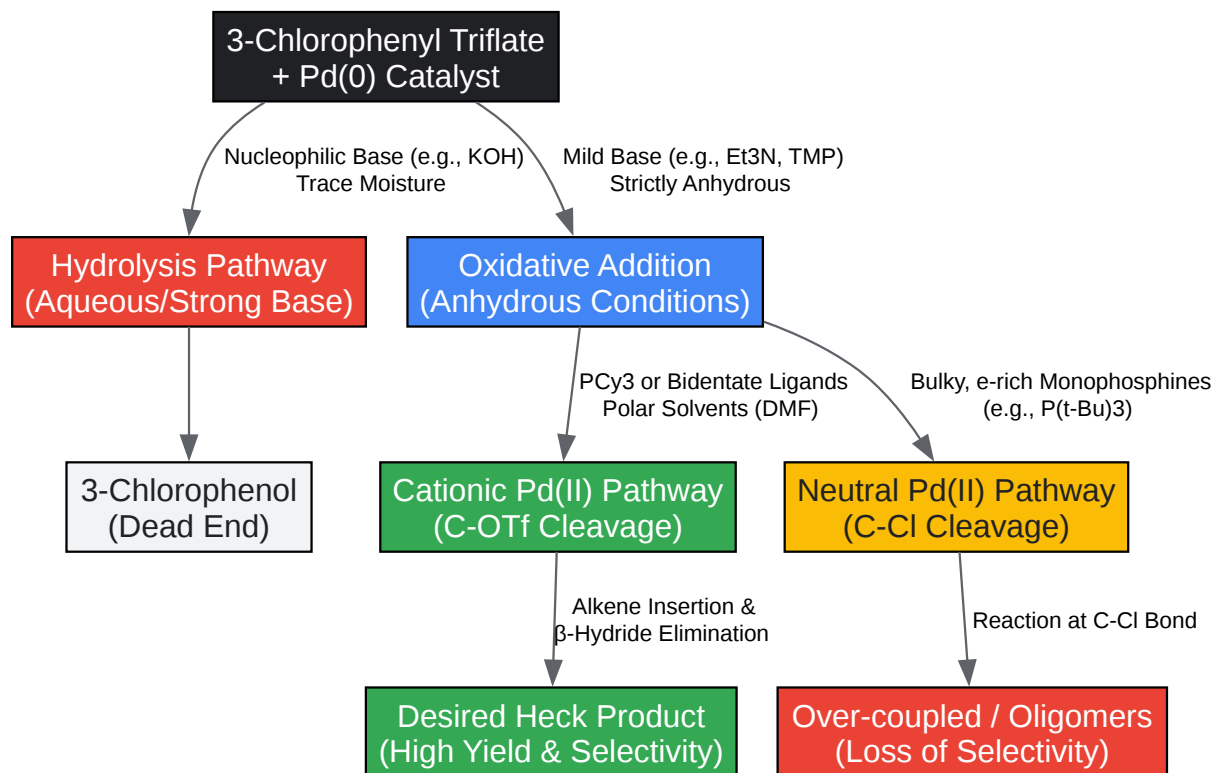 3-Chlorophenyl Triflate
+ Pd(0) Catalyst
Nucleophilic Base (e.g., KOH)
Trace Moisture
Mild Base (e.g., Et3N, TMP)
Strictly Anhydrous
Hydrolysis Pathway
(Aqueous/Strong Base)
Oxidative Addition
(Anhydrous Conditions)
PCy3 or Bidentate Ligands
Polar Solvents (DMF)
Bulky, e-rich Monophosphines
(e.g., P(t-Bu)3)
3-Chlorophenol
(Dead End)
Cationic Pd(II) Pathway
(C-OTf Cleavage)
Neutral Pd(II) Pathway
(C-Cl Cleavage)
Alkene Insertion &
β-Hydride Elimination
Reaction at C-Cl Bond
Desired Heck Product
(High Yield & Selectivity)
Over-coupled / Oligomers
(Loss of Selectivity)